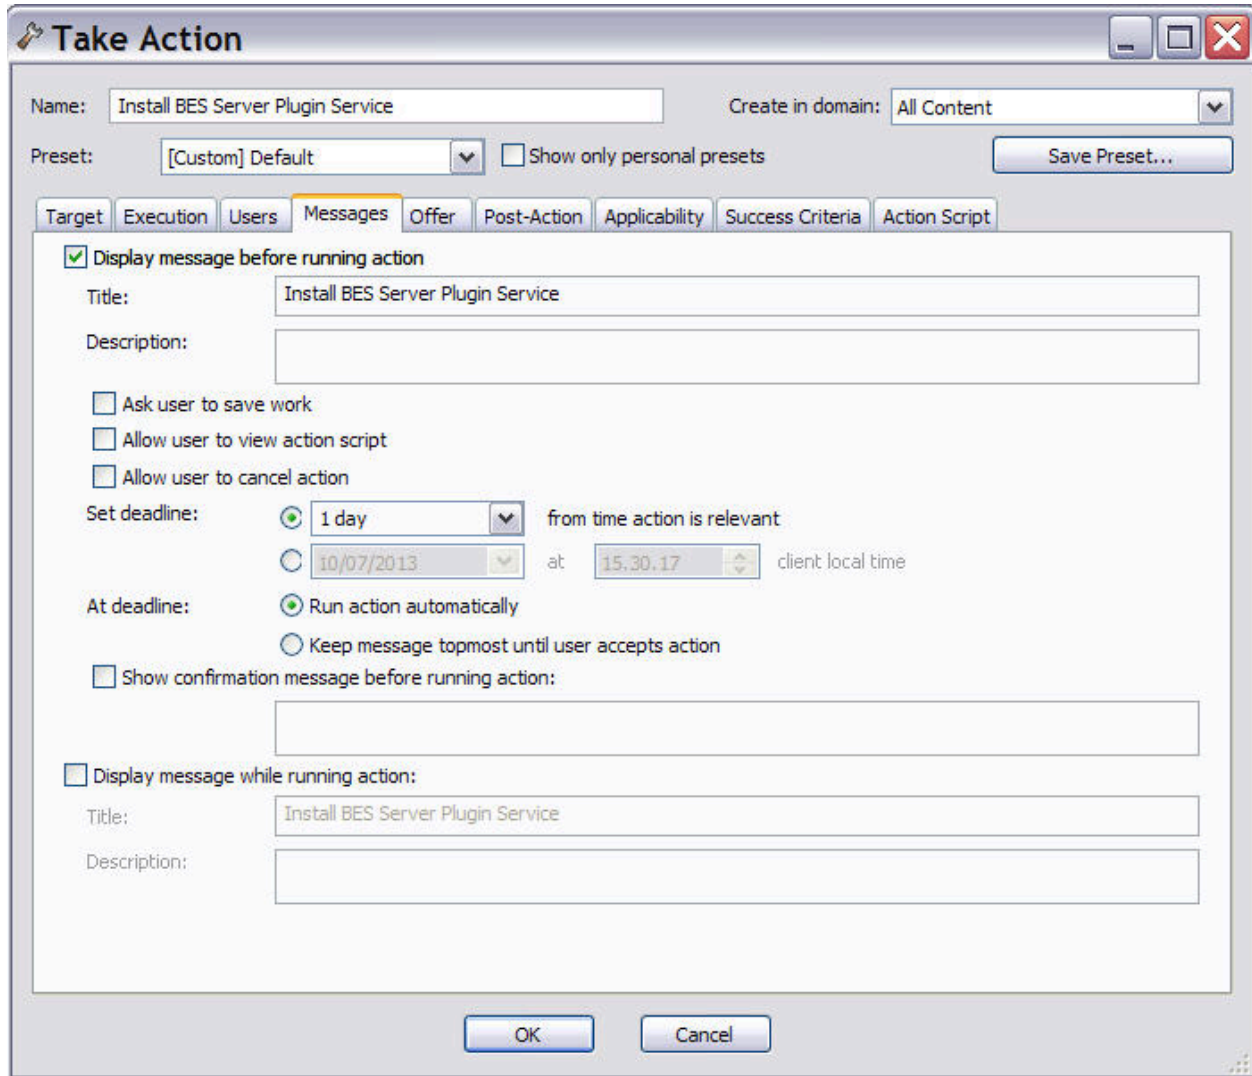 Take Action
Name: Install BES Server Plugin Service Create in domain: All Content
Preset: [Custom] Default Show only personal presets Save Preset...
Target Execution Users Messages Offer Post-Action Applicability Success Criteria Action Script
Display message before running action
Title: Install BES Server Plugin Service
Description:
Ask user to save work
Allow user to view action script
Allow user to cancel action
Set deadline: 1 day from time action is relevant
10/07/2013 at 15.30.17 client local time
At deadline: Run action automatically
Keep message topmost until user accepts action
Show confirmation message before running action:
Display message while running action:
Title: Install BES Server Plugin Service
Description:
OK Cancel